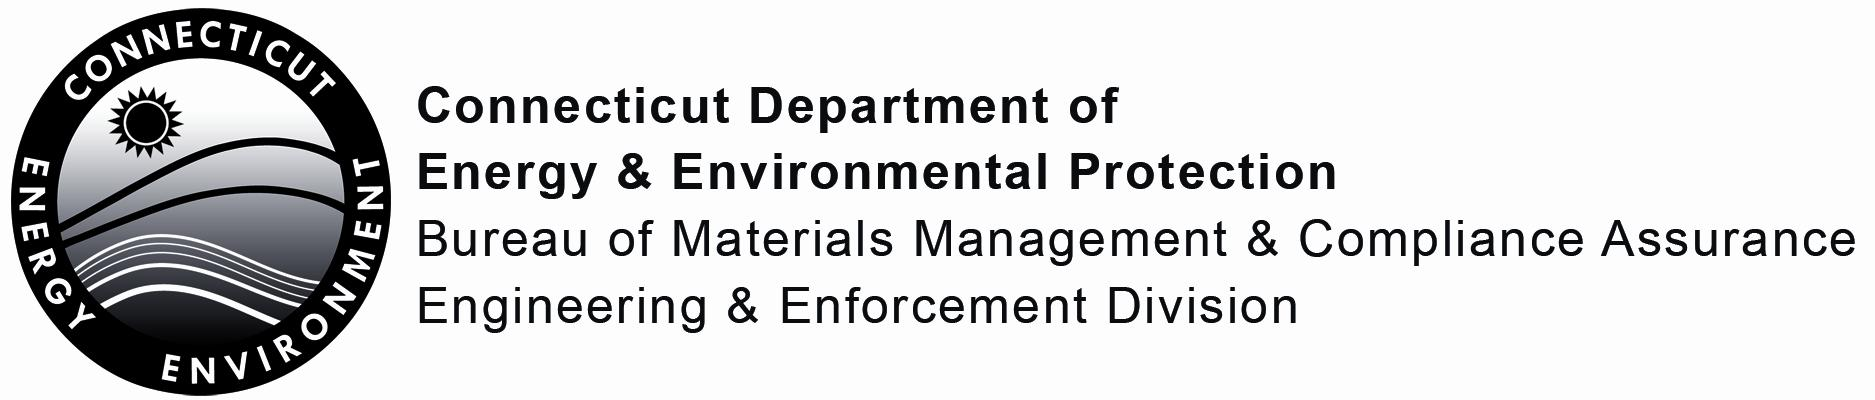 CONNECTICUT
ENERGY
ENVIRONMENT
Connecticut Department of
Energy & Environmental Protection
Bureau of Materials Management & Compliance Assurance
Engineering & Enforcement Division